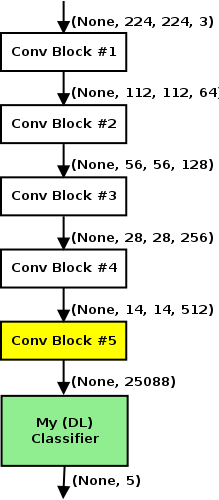 (None, 224, 224, 3)
Conv Block #1
(None, 112, 112, 64)
Conv Block #2
(None, 56, 56, 128)
Conv Block #3
(None, 28, 28, 256)
Conv Block #4
(None, 14, 14, 512)
Conv Block #5
(None, 25088)
My (DL)
Classifier
(None, 5)